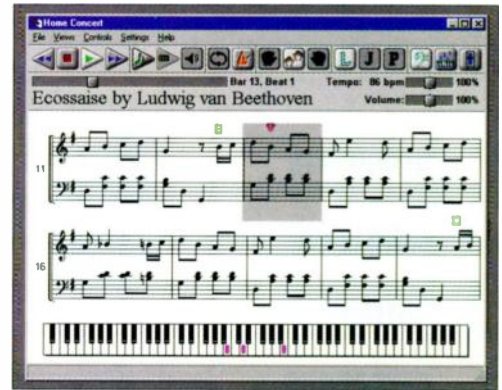 Home Concert
File Views Controls Settings Help
L J P
Bar 13, Beat 1 Tempo: 86 bpm 100%
Ecossaise by Ludwig van Beethoven Volume: 100%
11
16